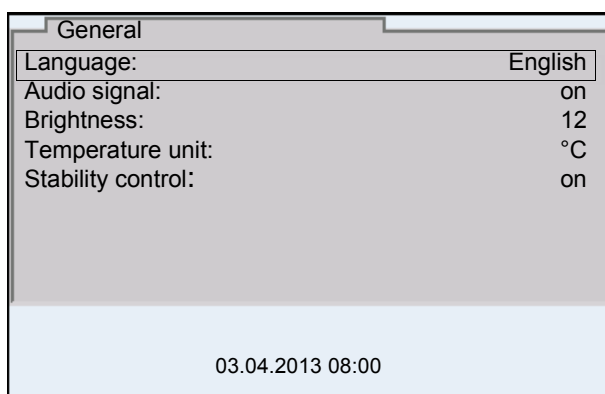 General
Language: English
Audio signal: on
Brightness: 12
Temperature unit: °C
Stability control: on
03.04.2013 08:00